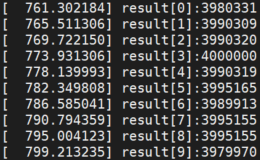 [  761.302184] result[0]:3980331
[  765.511306] result[1]:3990309
[  769.722150] result[2]:3990320
[  773.931306] result[3]:4000000
[  778.139993] result[4]:3990319
[  782.349808] result[5]:3995165
[  786.585041] result[6]:3989913
[  790.794359] result[7]:3995155
[  795.004123] result[8]:3995155
[  799.213235] result[9]:3979970